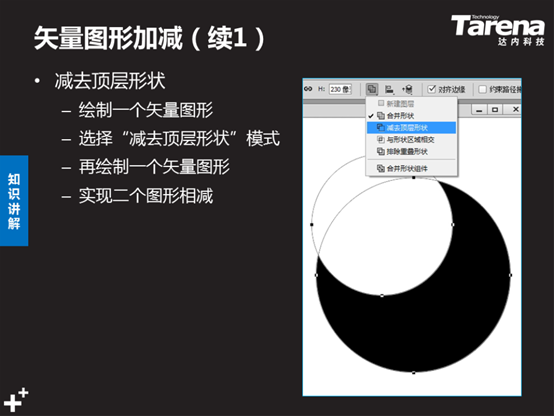 矢量图形加减（续1）
Technology
Tarena
达内科技
• 减去顶层形状
– 绘制一个矢量图形
– 选择“减去顶层形状”模式
– 再绘制一个矢量图形
– 实现二个图形相减
知识讲解
H: 230 像 对齐边缘 约束路径拖
新建图层
合并形状
减去顶层形状
与形状区域相交
排除重叠形状
合并形状组件